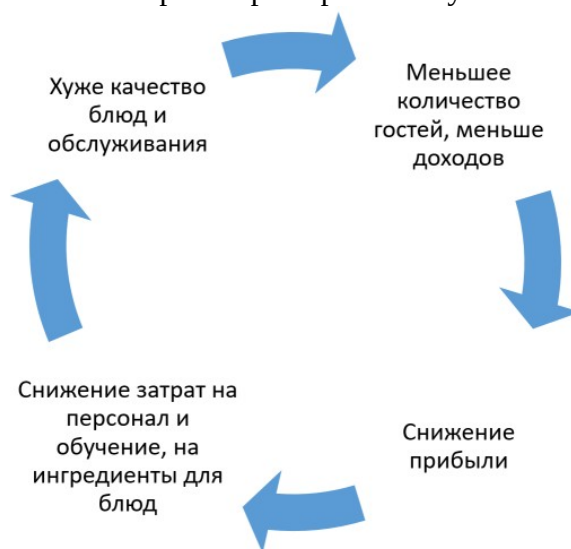 Хуже качество
блюд и
обслуживания
Меньшее
количество
гостей, меньше
доходов
Снижение
прибыли
Снижение затрат на
персонал и
обучение, на
ингредиенты для
блюд